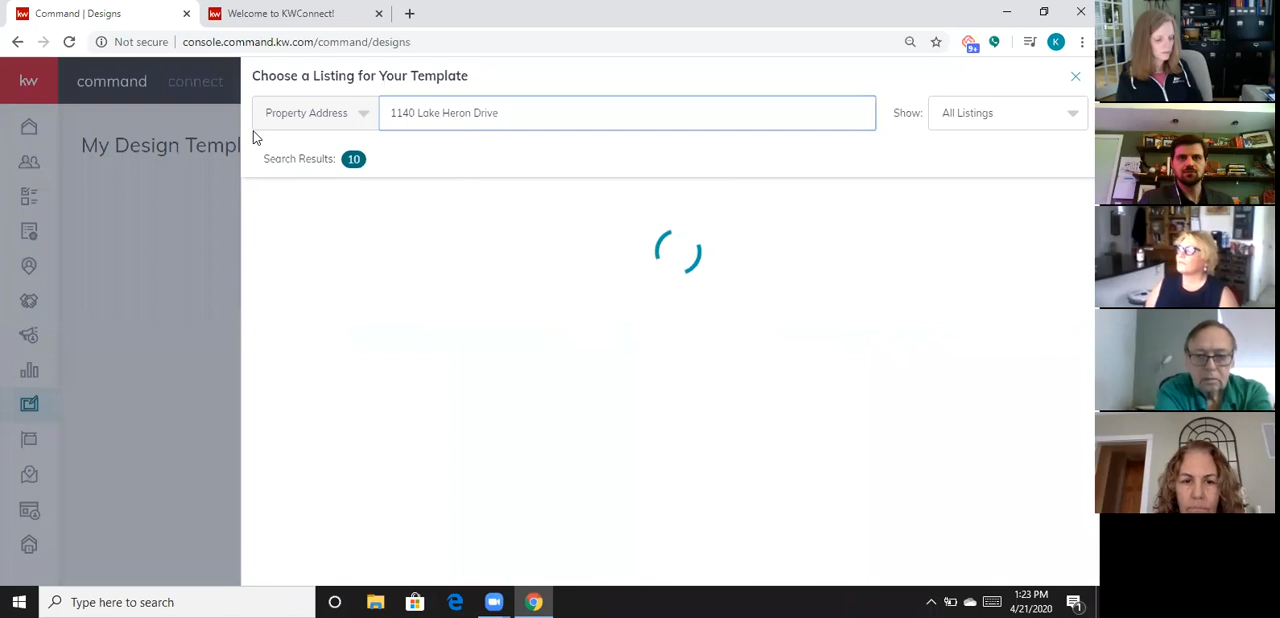 Command | Designs
Welcome to KWConnect!
Not secure
console.command.kw.com/command/designs
9+
K
kw
command
connect
Choose a Listing for Your Template
Property Address
1140 Lake Heron Drive
Show:
All Listings
Search Results:
10
My Design Templ
Type here to search
1:23 PM
4/21/2020
1